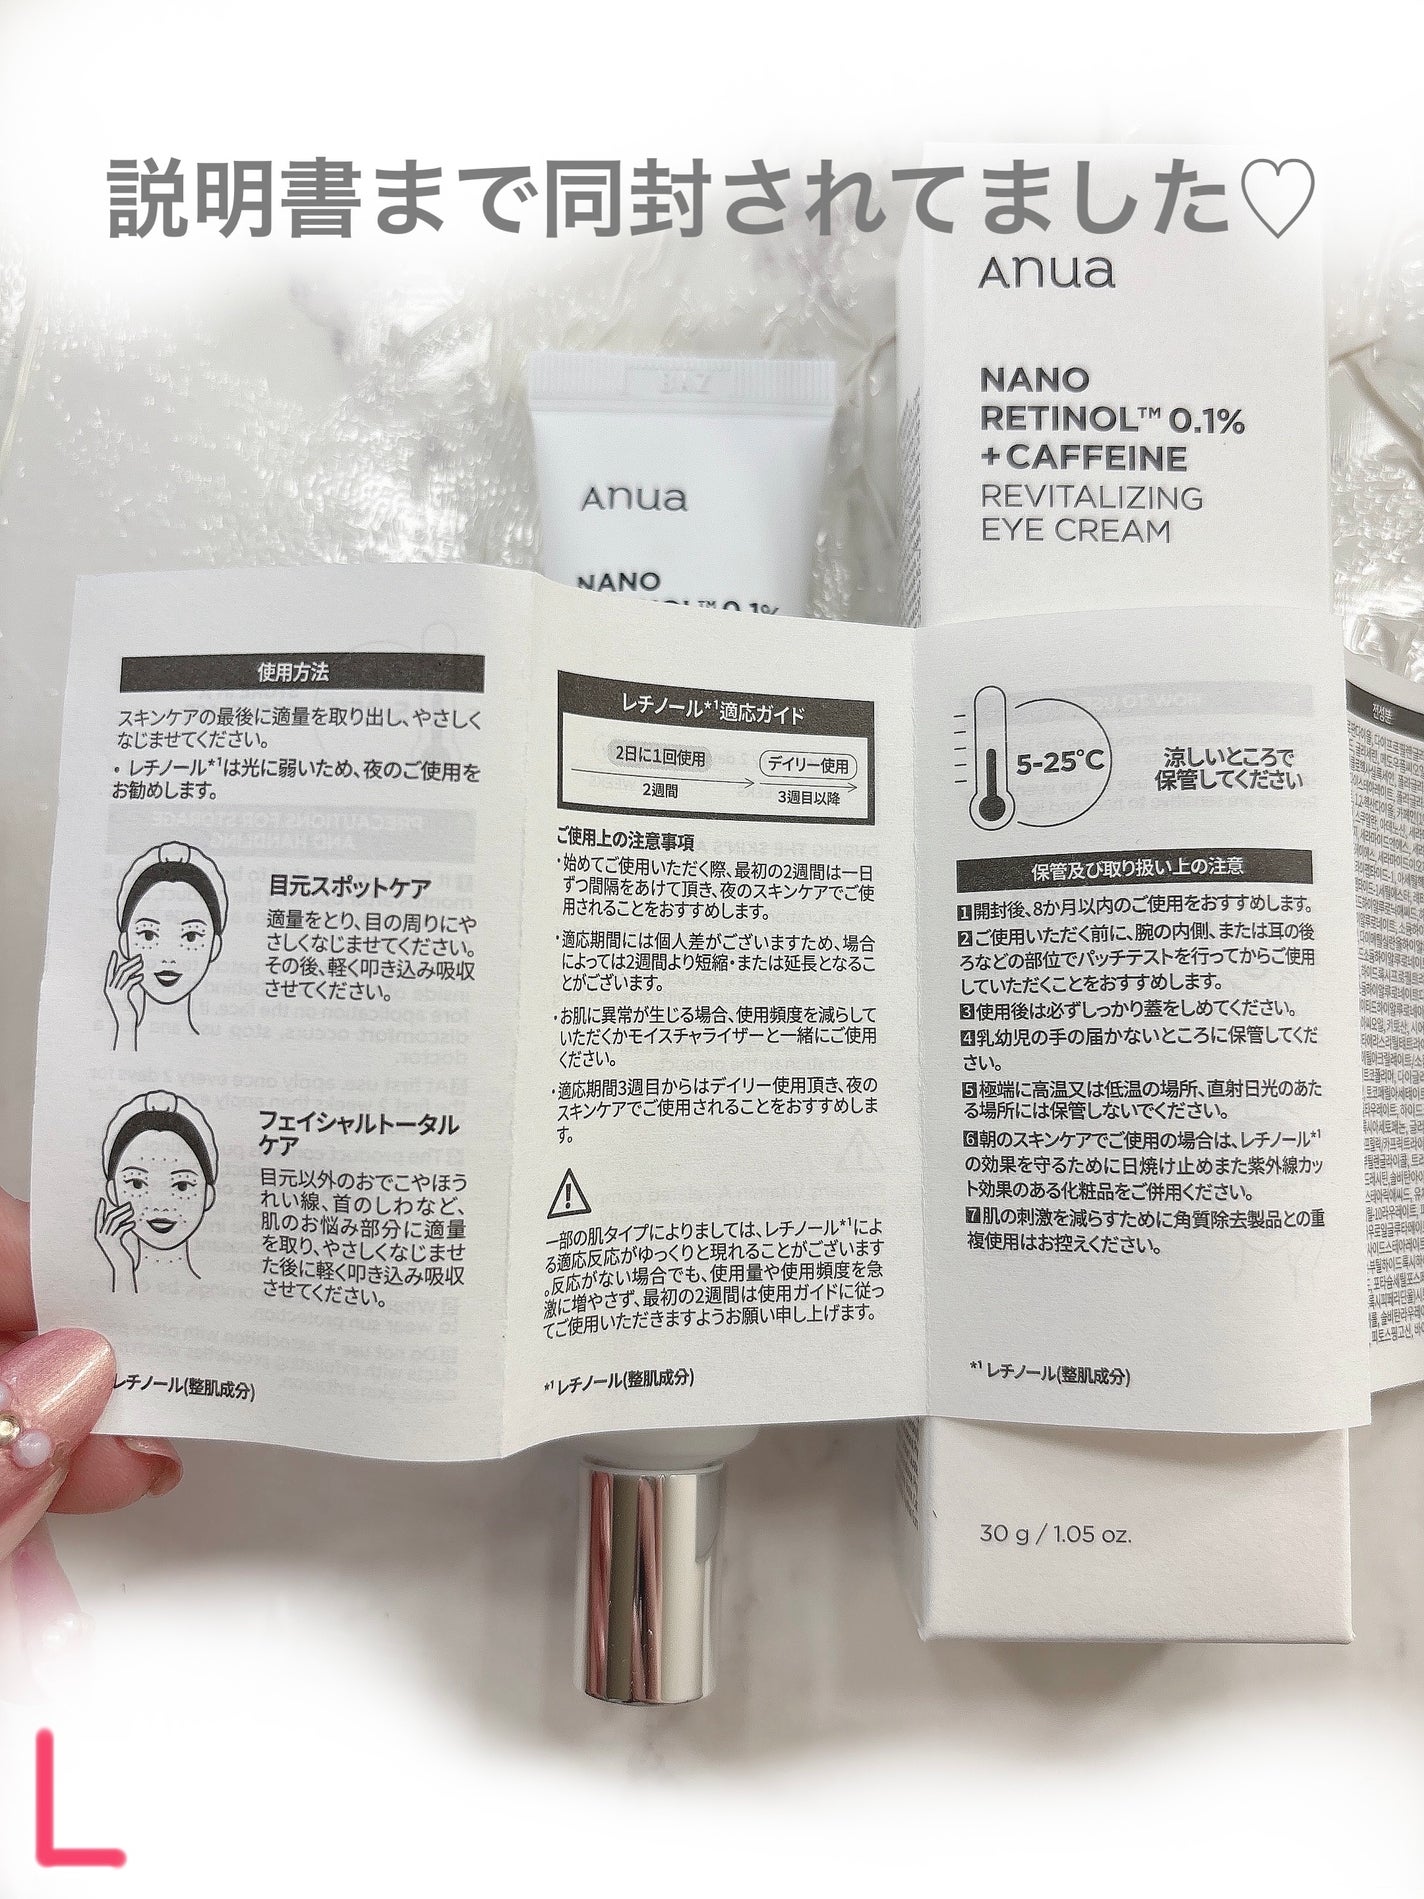 説明書まで同封されてました♡
Anua
NANO
RETINOL™ 0.1%
+CAFFEINE
REVITALIZING
EYE CREAM
Anua
NANO
使用方法
スキンケアの最後に適量を取り出し、やさしく
なじませてください。
・レチノール*¹は光に弱いため、夜のご使用を
お勧めします。
目元スポットケア
適量をとり、目の周りにや
さしくなじませてください。
その後、軽く叩き込み吸収
させてください。
フェイシャルトータル
ケア
目元以外のおでこやほう
れい線、首のしわなど、
肌のお悩み部分に適量
を取り、やさしくなじませ
た後に軽く叩き込み吸収
させてください。
レチノール(整肌成分)
レチノール*¹適応ガイド
2日に1回使用
デイリー使用
2週間
3週目以降
ご使用上の注意事項
・始めてご使用いただく際、最初の2週間は一日
ずつ間隔をあけて頂き、夜のスキンケアでご使
用されることをおすすめします。
・適応期間には個人差がございますため、場合
によっては2週間より短縮・または延長となるこ
とがございます。
・お肌に異常が生じる場合、使用頻度を減らして
いただくかモイスチャライザーと一緒にご使用
ください。
・適応期間3週目からはデイリー使用頂き、夜の
スキンケアでご使用されることをおすすめしま
す。
一部の肌タイプによりましては、レチノール*¹によ
る適応反応がゆっくりと現れることがございます
。反応がない場合でも、使用量や使用頻度を急
激に増やさず、最初の2週間は使用ガイドに従っ
てご使用いただきますようお願い申し上げます。
*¹ レチノール(整肌成分)
5-25℃
涼しいところで
保管してください
保管及び取り扱い上の注意
1 開封後、8か月以内のご使用をおすすめします。
2 ご使用いただく前に、腕の内側、または耳の後
ろなどの部位でパッチテストを行ってからご使用
していただくことをおすすめします。
3 使用後は必ずしっかり蓋をしめてください。
4 乳幼児の手の届かないところに保管してくだ
さい。
5 極端に高温又は低温の場所、直射日光のあた
る場所には保管しないでください。
6 朝のスキンケアでご使用の場合は、レチノール*¹
の効果を守るために日焼け止めまた紫外線カッ
ト効果のある化粧品をご併用ください。
7 肌の刺激を減らすために角質除去製品との重
複使用はお控えください。
*¹ レチノール(整肌成分)
전성분
30 g / 1.05 oz.
L